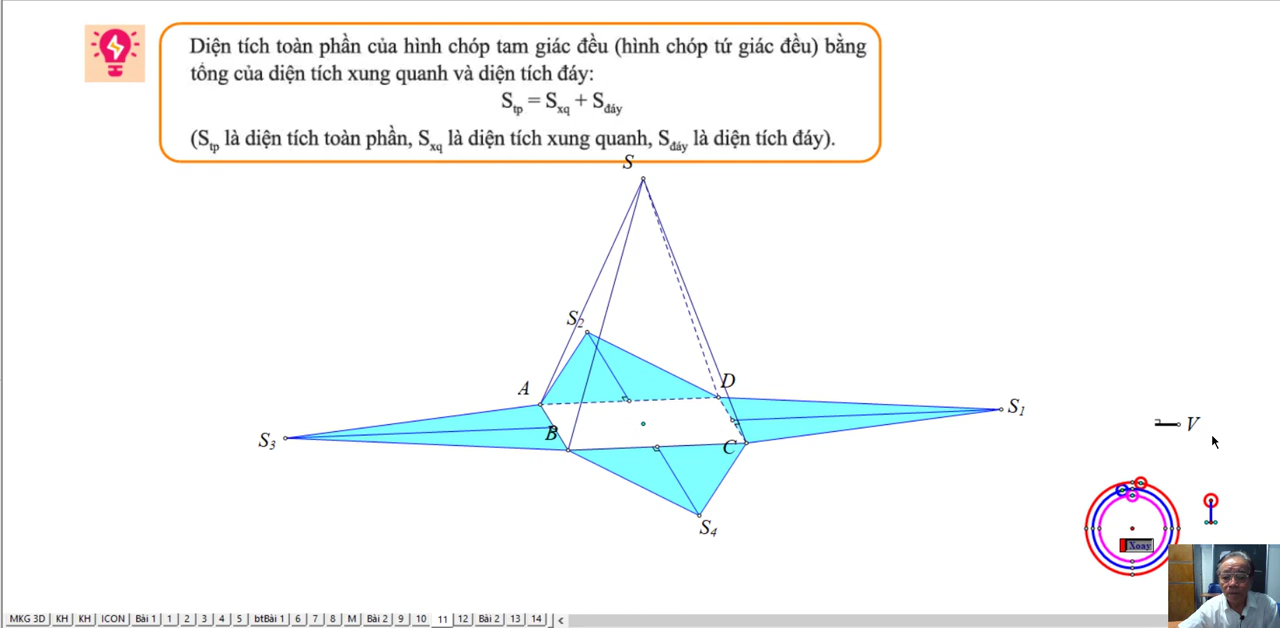 Diện tích toàn phần của hình chóp tam giác đều (hình chóp tứ giác đều) bằng
tổng của diện tích xung quanh và diện tích đáy:
Stp = Sxq + Sđáy
(Stp là diện tích toàn phần, Sxq là diện tích xung quanh, Sđáy là diện tích đáy).
S
S2
A
D
S1
S3
B
C
V
S4
Xoay
MKG 3D KH KH ICON Bài 1 1 2 3 4 5 btBài 1 6 7 8 M Bài 2 9 10 11 12 Bài 2 13 14 <